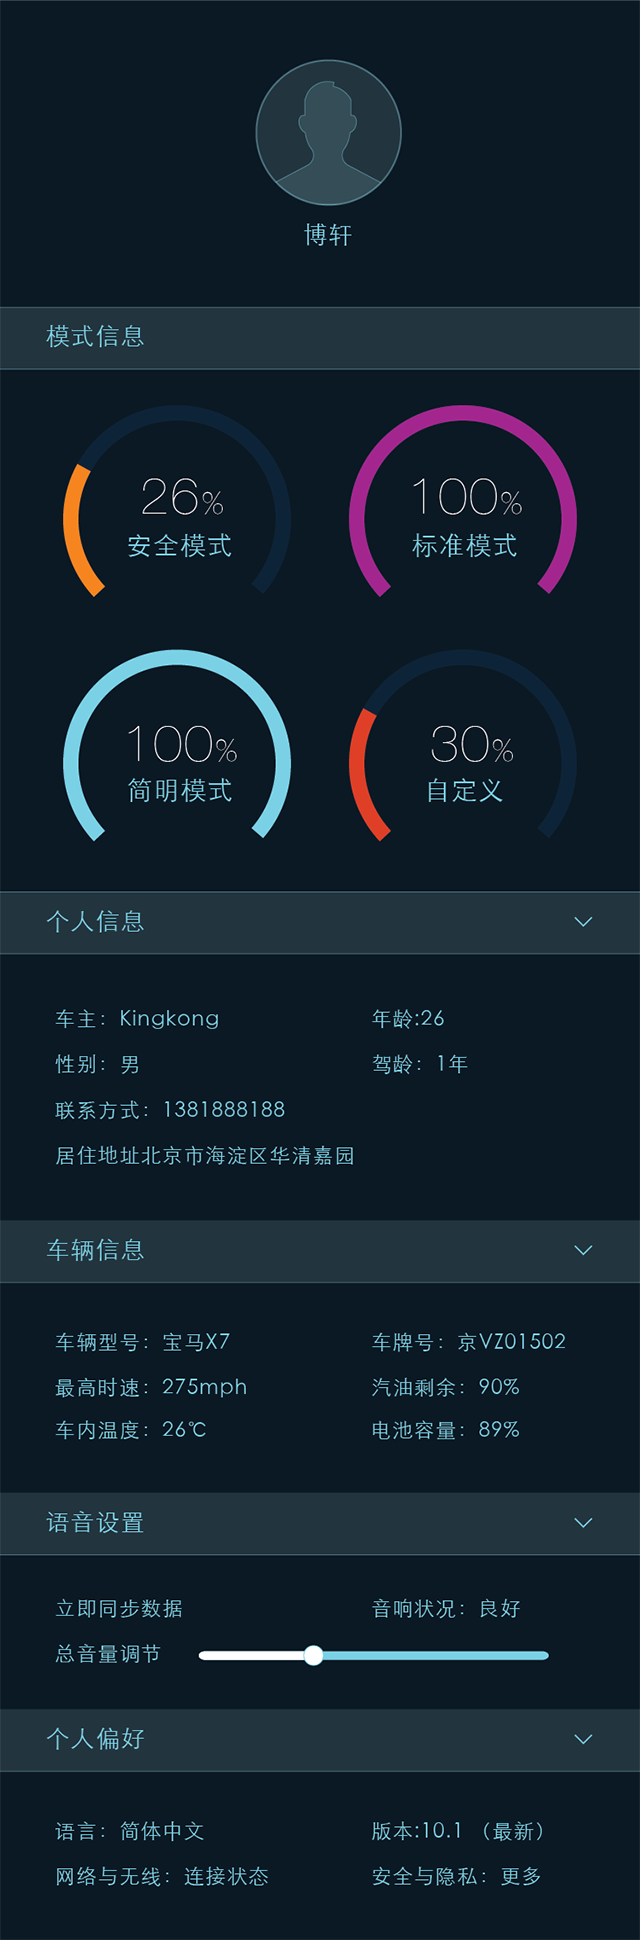 博轩
模式信息
26% 100%
安全模式 标准模式
100% 30%
简明模式 自定义
个人信息
车主：Kingkong 年龄:26
性别：男 驾龄：1年
联系方式：1381888188
居住地址北京市海淀区华清嘉园
车辆信息
车辆型号：宝马X7 车牌号：京VZ01502
最高时速：275mph 汽油剩余：90%
车内温度：26℃ 电池容量：89%
语音设置
立即同步数据 音响状况：良好
总音量调节
个人偏好
语言：简体中文 版本:10.1 （最新）
网络与无线：连接状态 安全与隐私：更多